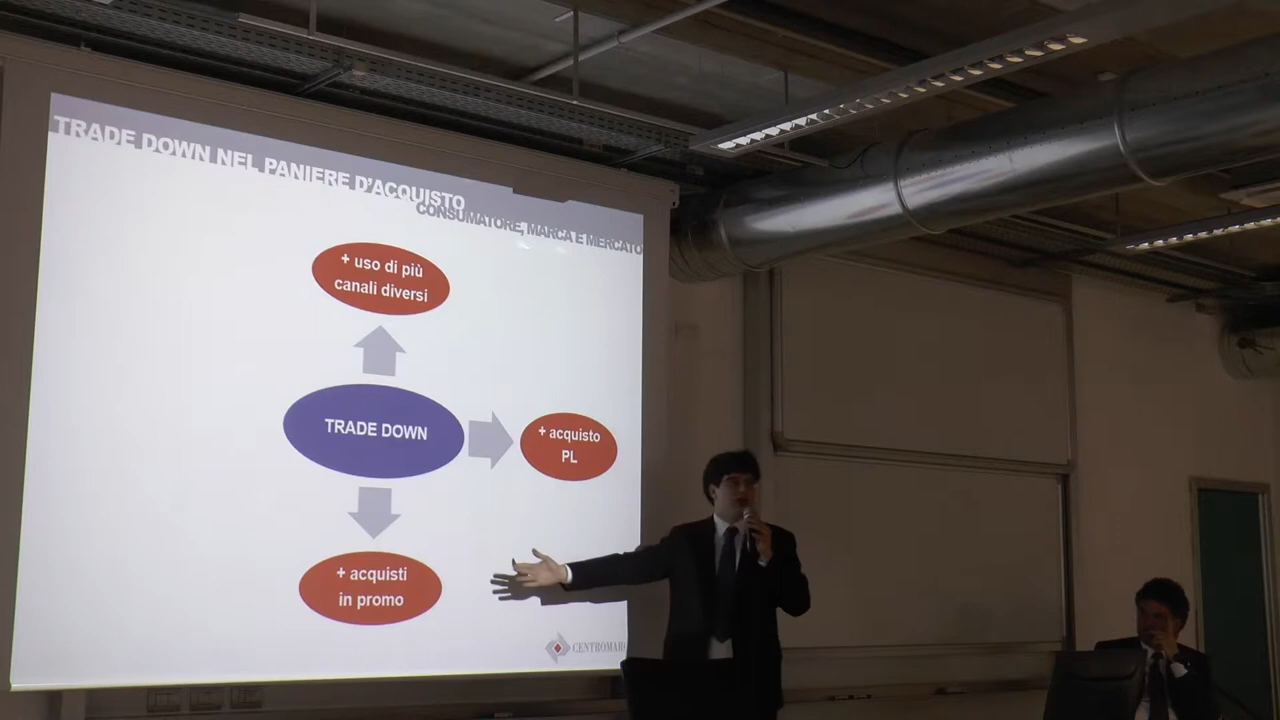 TRADE DOWN NEL PANIERE D'ACQUISTO
CONSUMATORE, MARCA E MERCATO
+ uso di più
canali diversi
TRADE DOWN
+ acquisto
PL
+ acquisti
in promo